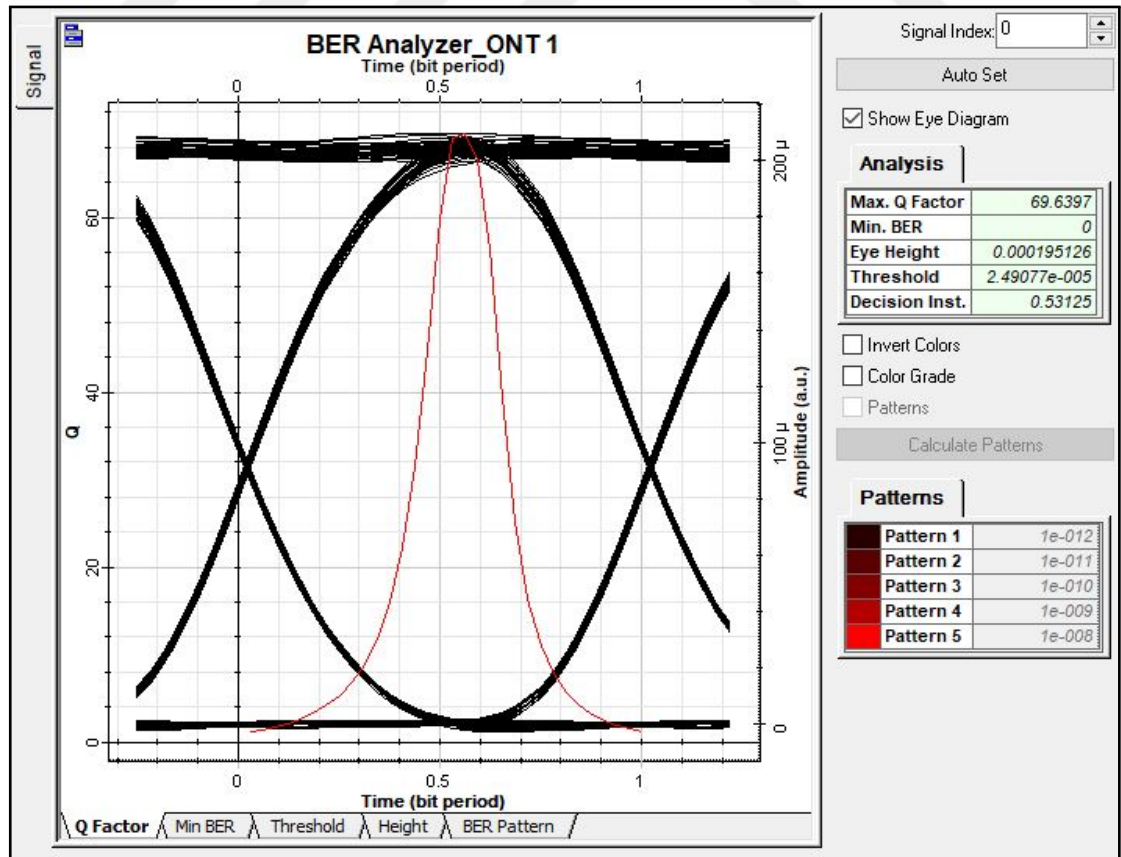 Signal
BER Analyzer_ONT 1
Time (bit period)
0 0.5 1
Q
60
40
20
0
200 µ
100 µ
0
Amplitude (a.u.)
0 0.5 1
Time (bit period)
Q Factor Min BER Threshold Height BER Pattern
Signal Index: 0
Auto Set
Show Eye Diagram
Analysis
Max. Q Factor 69.6397
Min. BER 0
Eye Height 0.000195126
Threshold 2.49077e-005
Decision Inst. 0.53125
Invert Colors
Color Grade
Patterns
Calculate Patterns
Patterns
Pattern 1 1e-012
Pattern 2 1e-011
Pattern 3 1e-010
Pattern 4 1e-009
Pattern 5 1e-008